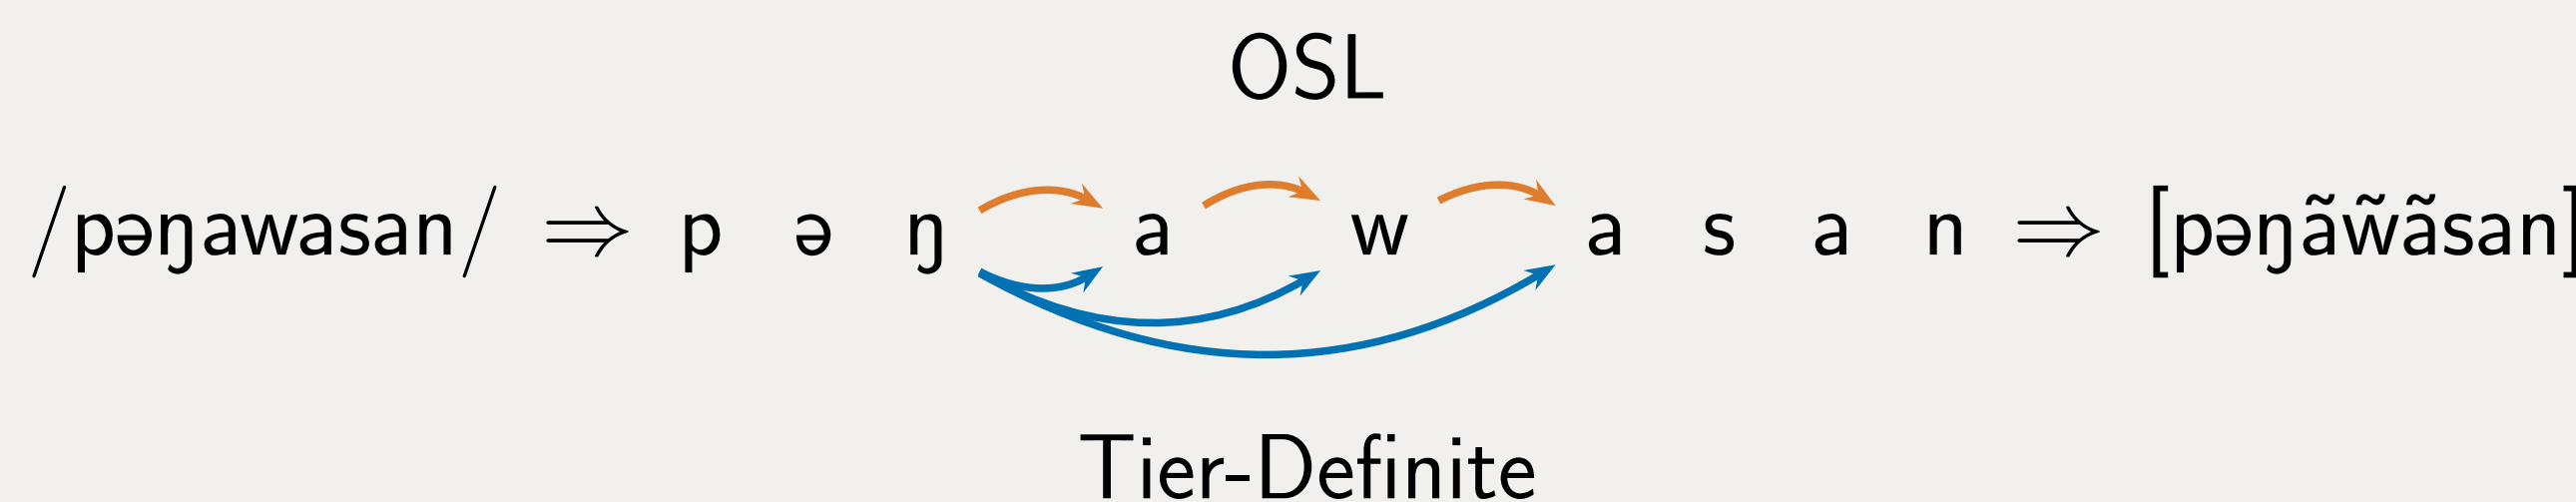 OSL
/pəŋawasan/ ⇒ p ə ŋ a w a s a n ⇒ [pəŋãw̃ãsan]
Tier-Definite